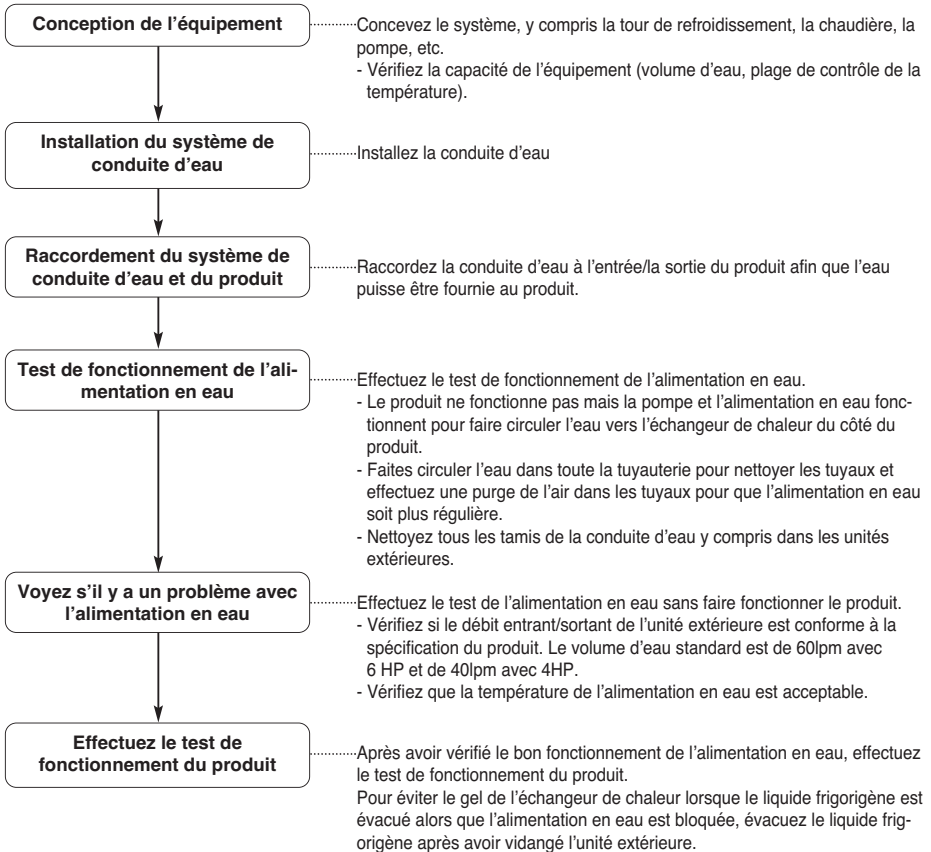 Conception de l'équipement
Concevez le système, y compris la tour de refroidissement, la chaudière, la
pompe, etc.
- Vérifiez la capacité de l'équipement (volume d'eau, plage de contrôle de la
température).
Installation du système de
conduite d'eau
Installez la conduite d'eau
Raccordement du système de
conduite d'eau et du produit
Raccordez la conduite d'eau à l'entrée/la sortie du produit afin que l'eau
puisse être fournie au produit.
Test de fonctionnement de l'ali-
mentation en eau
Effectuez le test de fonctionnement de l'alimentation en eau.
- Le produit ne fonctionne pas mais la pompe et l'alimentation en eau fonc-
tionnent pour faire circuler l'eau vers l'échangeur de chaleur du côté du
produit.
- Faites circuler l'eau dans toute la tuyauterie pour nettoyer les tuyaux et
effectuez une purge de l'air dans les tuyaux pour que l'alimentation en eau
soit plus régulière.
- Nettoyez tous les tamis de la conduite d'eau y compris dans les unités
extérieures.
Voyez s'il y a un problème avec
l'alimentation en eau
Effectuez le test de l'alimentation en eau sans faire fonctionner le produit.
- Vérifiez si le débit entrant/sortant de l'unité extérieure est conforme à la
spécification du produit. Le volume d'eau standard est de 60lpm avec
6 HP et de 40lpm avec 4HP.
- Vérifiez que la température de l'alimentation en eau est acceptable.
Effectuez le test de
fonctionnement du produit
Après avoir vérifié le bon fonctionnement de l'alimentation en eau, effectuez
le test de fonctionnement du produit.
Pour éviter le gel de l'échangeur de chaleur lorsque le liquide frigorigène est
évacué alors que l'alimentation en eau est bloquée, évacuez le liquide frig-
origène après avoir vidangé l'unité extérieure.